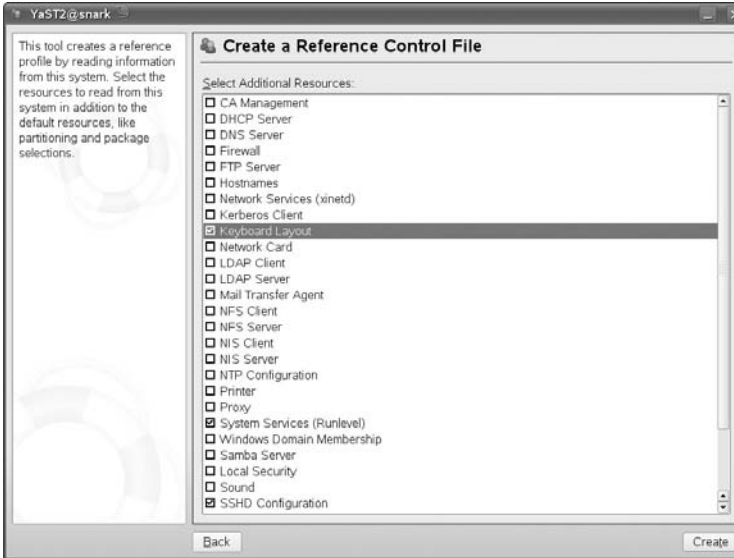 YaST2@snark
This tool creates a reference
profile by reading information
from this system. Select the
resources to read from this
system in addition to the
default resources, like
partitioning and package
selections.
Create a Reference Control File
Select Additional Resources:
CA Management
DHCP Server
DNS Server
Firewall
FTP Server
Hostnames
Network Services (xinetd)
Kerberos Client
Keyboard Layout
Network Card
LDAP Client
LDAP Server
Mail Transfer Agent
NFS Client
NFS Server
NIS Client
NIS Server
NTP Configuration
Printer
Proxy
System Services (Runlevel)
Windows Domain Membership
Samba Server
Local Security
Sound
SSHD Configuration
Back
Create